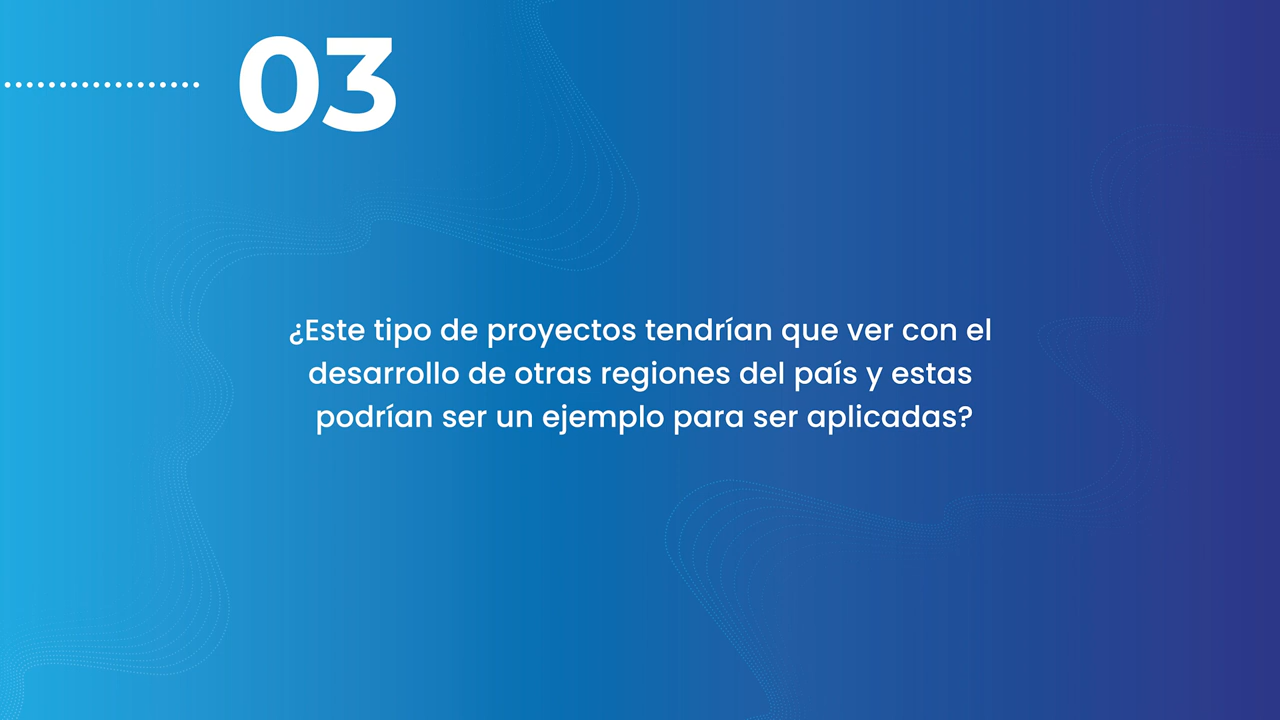 03
¿Este tipo de proyectos tendrían que ver con el
desarrollo de otras regiones del país y estas
podrían ser un ejemplo para ser aplicadas?